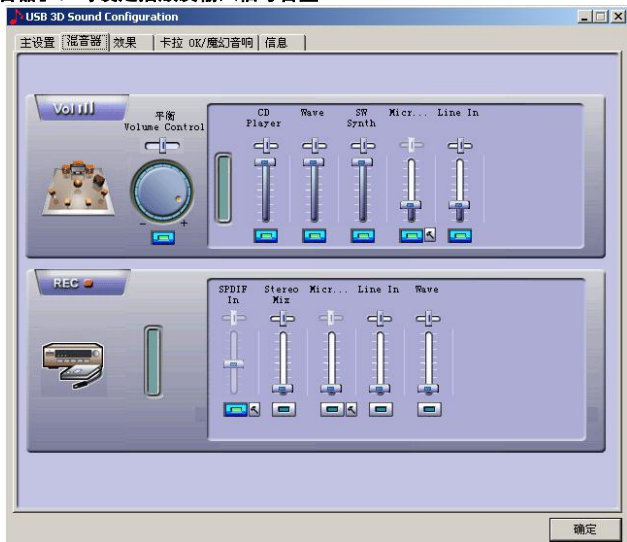 USB 3D Sound Configuration
主设置 混音器 效果 卡拉 OK/魔幻音响 信息
Vol
平衡
Volume Control
CD Player
Wave
SW Synth
Micr...
Line In
- +
REC
SPDIF In
Stereo Mix
Micr...
Line In
Wave
确定